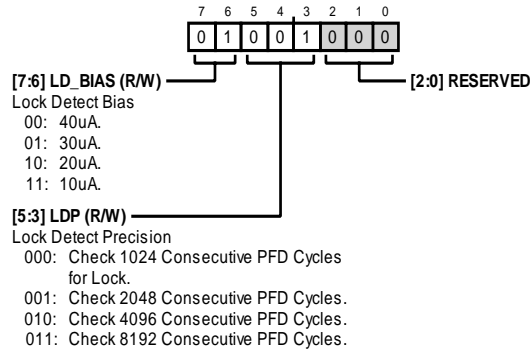 7 6 5 4 3 2 1 0
0 1 0 0 1 0 0 0
[7:6] LD_BIAS (R/W) [2:0] RESERVED
Lock Detect Bias
00: 40uA.
01: 30uA.
10: 20uA.
11: 10uA.
[5:3] LDP (R/W)
Lock Detect Precision
000: Check 1024 Consecutive PFD Cycles
for Lock.
001: Check 2048 Consecutive PFD Cycles.
010: Check 4096 Consecutive PFD Cycles.
011: Check 8192 Consecutive PFD Cycles.